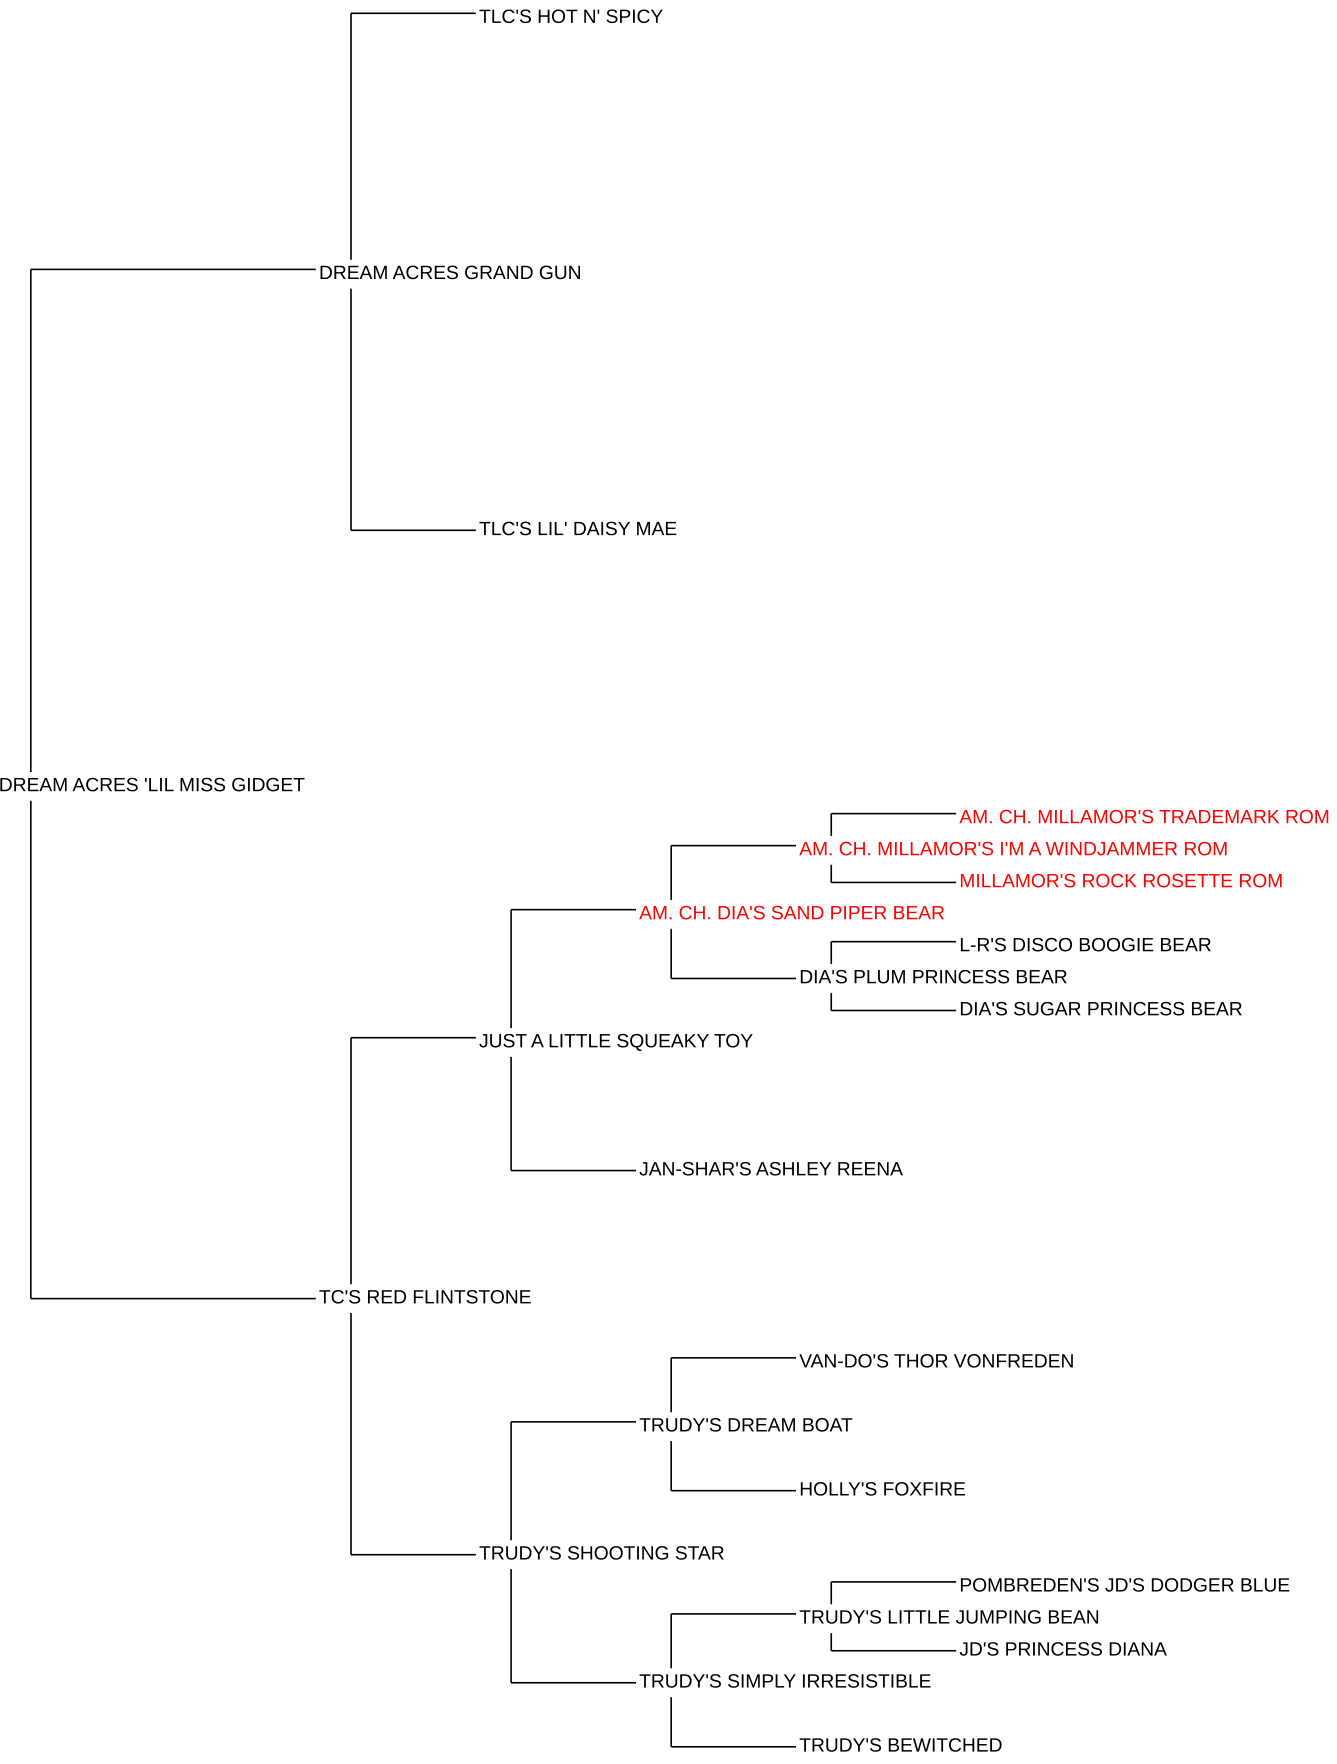 TLC'S HOT N' SPICY
DREAM ACRES GRAND GUN
TLC'S LIL' DAISY MAE
DREAM ACRES 'LIL MISS GIDGET
AM. CH. MILLAMOR'S TRADEMARK ROM
AM. CH. MILLAMOR'S I'M A WINDJAMMER ROM
MILLAMOR'S ROCK ROSETTE ROM
AM. CH. DIA'S SAND PIPER BEAR
L-R'S DISCO BOOGIE BEAR
DIA'S PLUM PRINCESS BEAR
DIA'S SUGAR PRINCESS BEAR
JUST A LITTLE SQUEAKY TOY
JAN-SHAR'S ASHLEY REENA
TC'S RED FLINTSTONE
VAN-DO'S THOR VONFREDEN
TRUDY'S DREAM BOAT
HOLLY'S FOXFIRE
TRUDY'S SHOOTING STAR
POMBREDEN'S JD'S DODGER BLUE
TRUDY'S LITTLE JUMPING BEAN
JD'S PRINCESS DIANA
TRUDY'S SIMPLY IRRESISTIBLE
TRUDY'S BEWITCHED